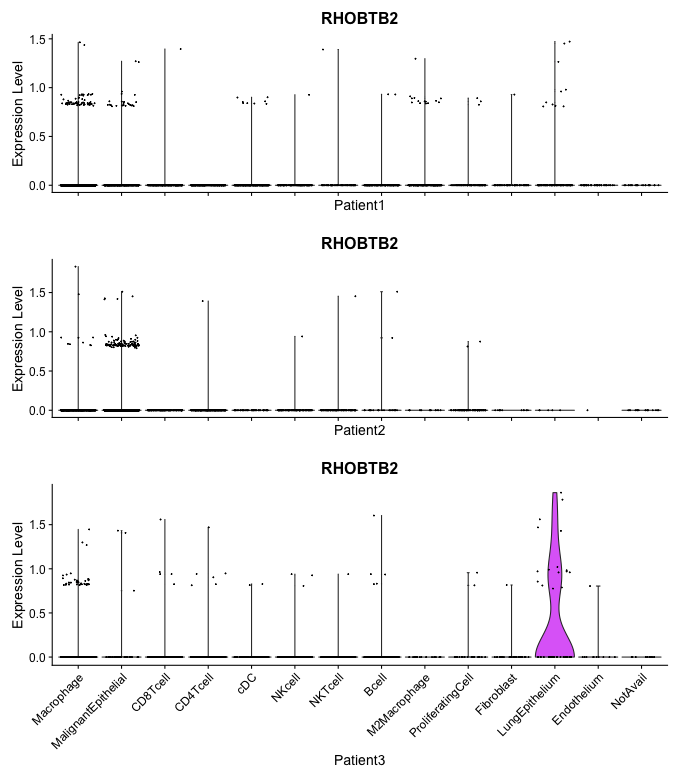 RHOBTB2
Expression Level
1.5
1.0
0.5
0.0
Patient1
RHOBTB2
Expression Level
1.5
1.0
0.5
0.0
Patient2
RHOBTB2
Expression Level
1.5
1.0
0.5
0.0
Macrophage
MalignantEpithelial
CD8Tcell
CD4Tcell
cDC
NKcell
NKTcell
Bcell
M2Macrophage
ProliferatingCell
Fibroblast
LungEpithelium
Endothelium
NotAvail
Patient3